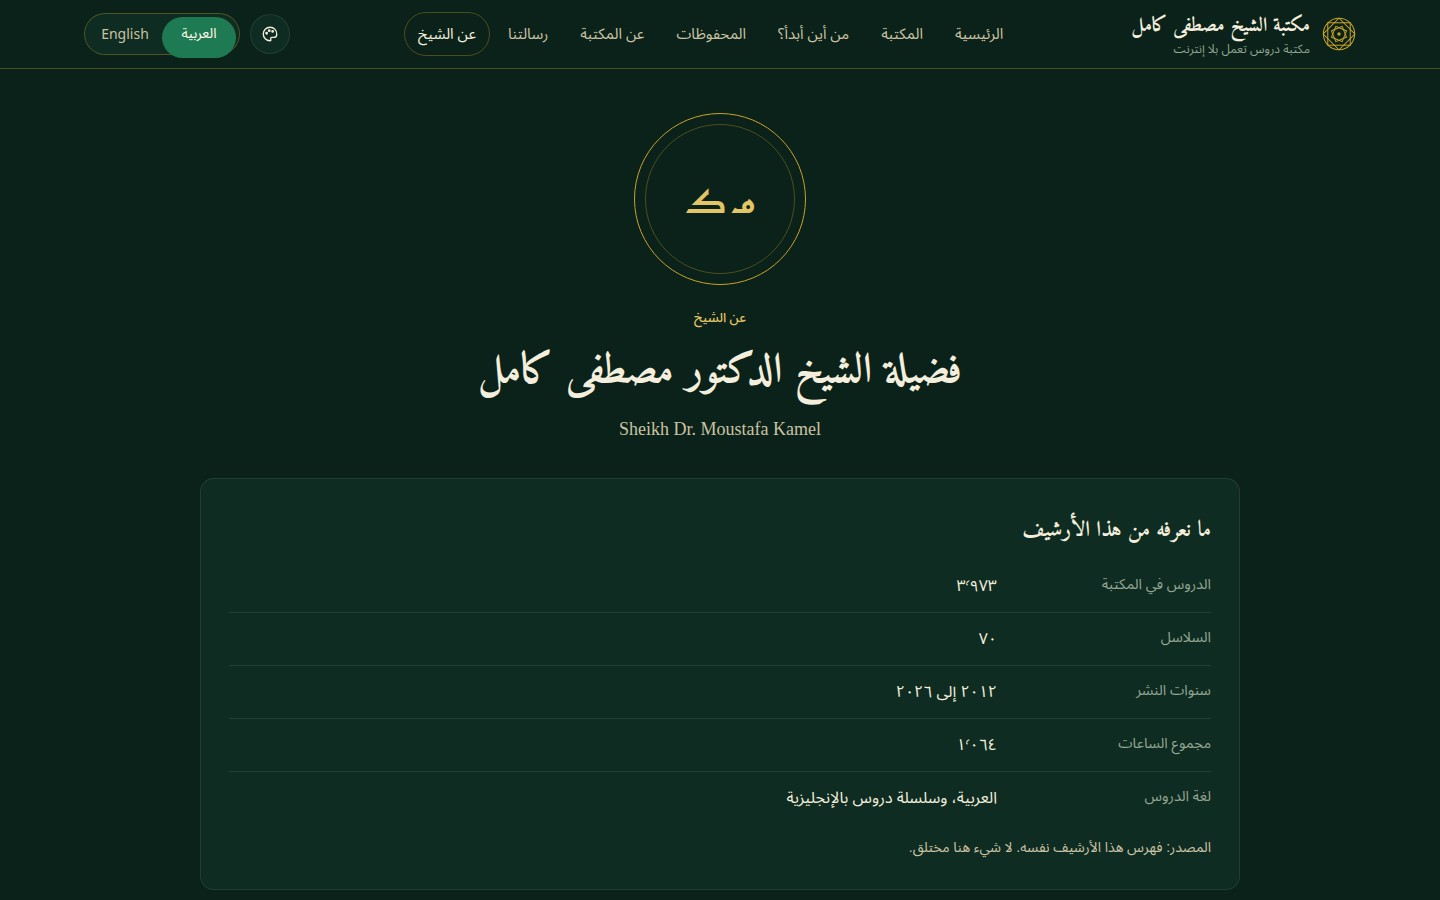 مكتبة الشيخ مصطفى كامل
مكتبة دروس تعمل بلا إنترنت
الرئيسية
المكتبة
من أين أبدأ؟
المحفوظات
عن المكتبة
رسالتنا
عن الشيخ
العربية
English
م ك
عن الشيخ
فضيلة الشيخ الدكتور مصطفى كامل
Sheikh Dr. Moustafa Kamel
ما نعرفه من هذا الأرشيف
الدروس في المكتبة ٣٬٩٧٣
السلاسل ٧٠
سنوات النشر ٢٠١٢ إلى ٢٠٢٦
مجموع الساعات ١٬٠٦٤
لغة الدروس العربية، وسلسلة دروس بالإنجليزية
المصدر: فهرس هذا الأرشيف نفسه. لا شيء هنا مختلق.